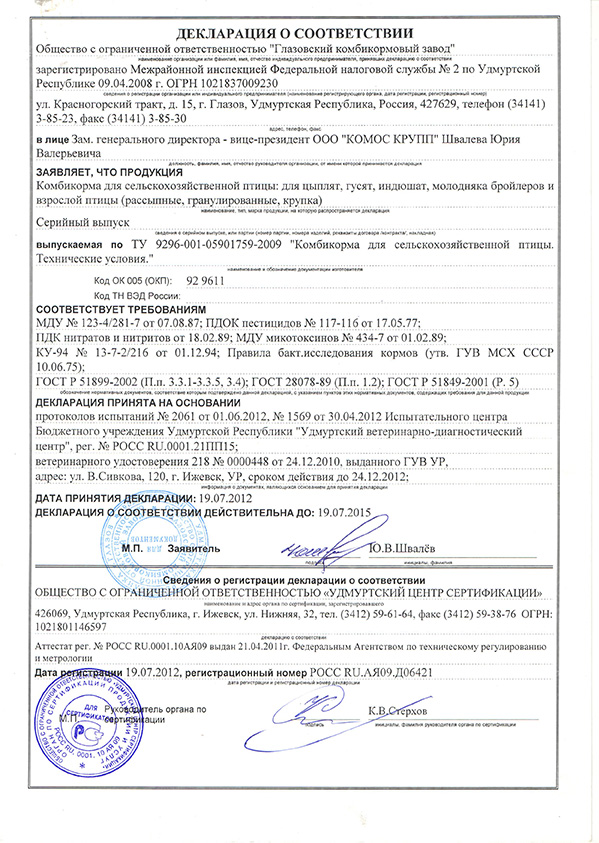 ДЕКЛАРАЦИЯ О СООТВЕТСТВИИ
Общество с ограниченной ответственностью "Глазовский комбикормовый завод"
наименование организации или фамилия, имя, отчество индивидуального предпринимателя, принявших декларацию о соответствии
зарегистрировано Межрайонной инспекцией Федеральной налоговой службы № 2 по Удмуртской
Республике 09.04.2008 г. ОГРН 1021837009230
сведения о регистрации организации или индивидуального предпринимателя (наименование регистрирующего органа, дата регистрации, регистрационный номер)
ул. Красногорский тракт, д. 15, г. Глазов, Удмуртская Республика, Россия, 427629, телефон (34141)
3-85-23, факс (34141) 3-85-30
адрес, телефон, факс
в лице Зам. генерального директора - вице-президент ООО "КОМОС КРУПП" Швалева Юрия
Валерьевича
должность, фамилия, имя, отчество руководителя организации, от имени которой принимается декларация
ЗАЯВЛЯЕТ, ЧТО ПРОДУКЦИЯ
Комбикорма для сельскохозяйственной птицы: для цыплят, гусят, индюшат, молодняка бройлеров и
взрослой птицы (рассыпные, гранулированные, крупка)
наименование, тип, марка продукции, на которую распространяется декларация
Серийный выпуск
сведения о серийном выпуске, или партии (номер партии, номера изделий, реквизиты договора /контракта/, накладная)
выпускаемая по ТУ 9296-001-05901759-2009 "Комбикорма для сельскохозяйственной птицы.
Технические условия."
наименование и обозначение документации изготовителя
Код ОК 005 (ОКП): 92 9611
Код ТН ВЭД России:
СООТВЕТСТВУЕТ ТРЕБОВАНИЯМ
МДУ № 123-4/281-7 от 07.08.87; ПДОК пестицидов № 117-116 от 17.05.77;
ПДК нитратов и нитритов от 18.02.89; МДУ микотоксинов № 434-7 от 01.02.89;
КУ-94 № 13-7-2/216 от 01.12.94; Правила бакт.исследования кормов (утв. ГУВ МСХ СССР
10.06.75);
ГОСТ Р 51899-2002 (П.п. 3.3.1-3.3.5, 3.4); ГОСТ 28078-89 (П.п. 1.2); ГОСТ Р 51849-2001 (Р. 5)
обозначение нормативных документов, соответствие которым подтверждено данной декларацией, с указанием пунктов этих нормативных документов, содержащих требования для данной продукции
ДЕКЛАРАЦИЯ ПРИНЯТА НА ОСНОВАНИИ
протоколов испытаний № 2061 от 01.06.2012, № 1569 от 30.04.2012 Испытательного центра
Бюджетного учреждения Удмуртской Республики "Удмуртский ветеринарно-диагностический
центр", рег. № РОСС RU.0001.21ПП15;
ветеринарного удостоверения 218 № 0000448 от 24.12.2010, выданного ГУВ УР,
адрес: ул. В.Сивкова, 120, г. Ижевск, УР, сроком действия до 24.12.2012;
информация о документах, являющихся основанием для принятия декларации
ДАТА ПРИНЯТИЯ ДЕКЛАРАЦИИ: 19.07.2012
ДЕКЛАРАЦИЯ О СООТВЕТСТВИИ ДЕЙСТВИТЕЛЬНА ДО: 19.07.2015
ДЛЯ ДОКУМЕНТОВ
М.П. Заявитель Ю.В.Швалёв
подпись инициалы, фамилия
Сведения о регистрации декларации о соответствии
ОБЩЕСТВО С ОГРАНИЧЕННОЙ ОТВЕТСТВЕННОСТЬЮ «УДМУРТСКИЙ ЦЕНТР СЕРТИФИКАЦИИ»
наименование и адрес органа по сертификации, зарегистрировавшего
426069, Удмуртская Республика, г. Ижевск, ул. Нижняя, 32, тел. (3412) 59-61-64, факс (3412) 59-38-76 ОГРН:
1021801146597
декларацию о соответствии
Аттестат рег. № РОСС RU.0001.10АЯ09 выдан 21.04.2011г. Федеральным Агентством по техническому регулированию
и метрологии
Дата регистрации 19.07.2012, регистрационный номер РОСС RU.АЯ09.Д06421
дата регистрации и регистрационный номер декларации
М.П. Руководитель органа по
сертификации К.В.Стерхов
подпись инициалы, фамилия руководителя органа по сертификации
ДЛЯ СЕРТИФИКАТОВ
РОСС RU. 0001. 10 АЯ 09